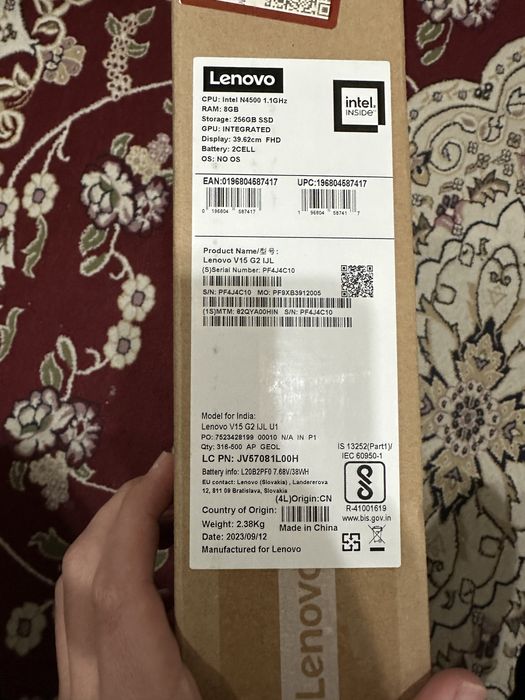 Lenovo
CPU: Intel N4500 1.1GHz
RAM: 8GB
Storage: 256GB SSD
GPU: INTEGRATED
Display: 39.62cm FHD
Battery: 2CELL
OS: NO OS
intel.
INSIDE™
EAN:0196804587417 UPC:196804587417
0 196804 587417 1 96804 58741 7
Product Name/型号:
Lenovo V15 G2 IJL
(S)Serial Number: PF4J4C10
S/N: PF4J4C10 MO: PF9XB3912005
(1S)MTM: 82QYA00HIN S/N: PF4J4C10
Model for India:
Lenovo V15 G2 IJL U1
PO: 7523428199 00010 N/A IN P1
Qty: 316-500 AP GEOL
LC PN: JV57081L00H
Battery info: L20B2PF0 7.68V/38WH
EU contact: Lenovo (Slovakia) , Landererova
12, 811 09 Bratislava, Slovakia
(4L)Origin:CN
Country of Origin:
Weight: 2.38Kg Made in China
Date: 2023/09/12
Manufactured for Lenovo
IS 13252(Part1)/
IEC 60950-1
R-41001619
www.bis.gov.in
Lenovo